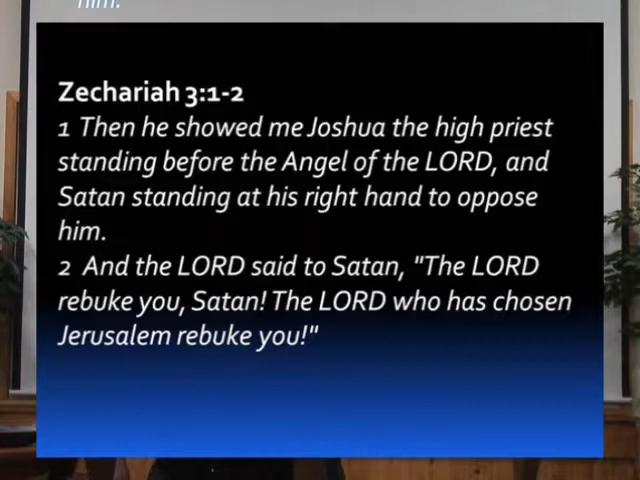 him.
Zechariah 3:1-2
1 Then he showed me Joshua the high priest
standing before the Angel of the LORD, and
Satan standing at his right hand to oppose
him.
2 And the LORD said to Satan, "The LORD
rebuke you, Satan! The LORD who has chosen
Jerusalem rebuke you!"